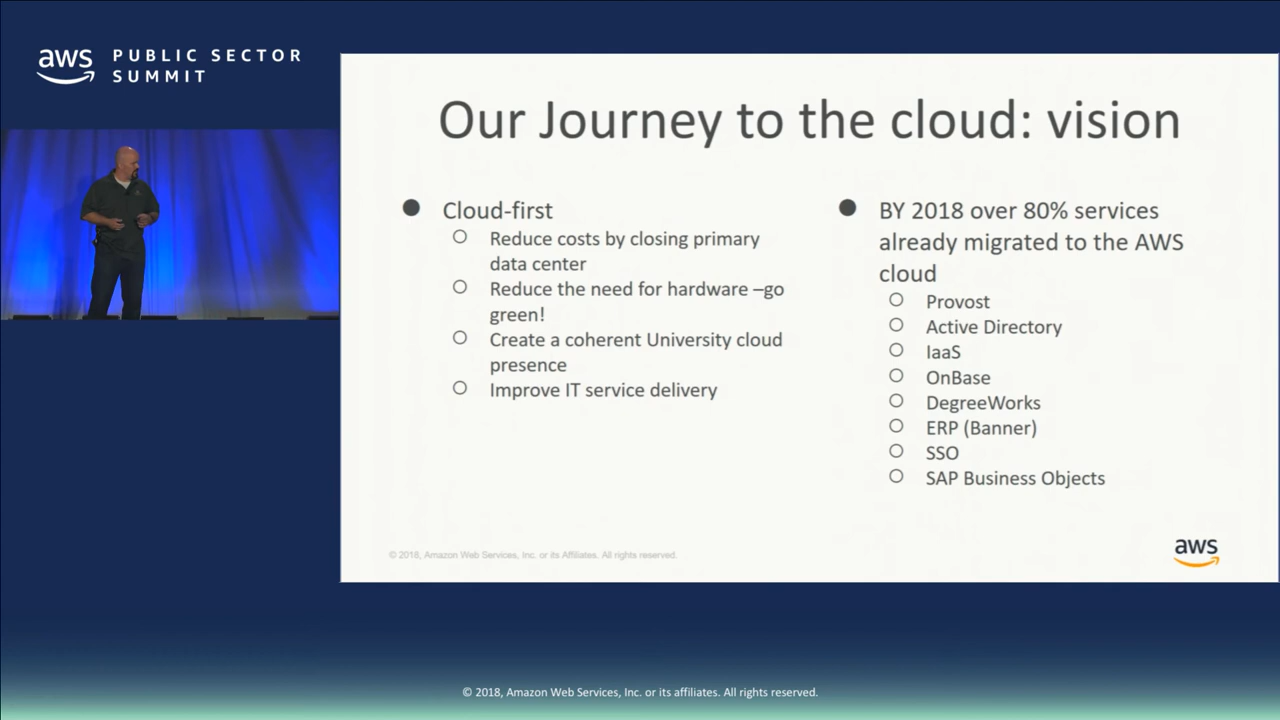 aws PUBLIC SECTOR
SUMMIT
Our Journey to the cloud: vision
● Cloud-first
○ Reduce costs by closing primary
data center
○ Reduce the need for hardware –go
green!
○ Create a coherent University cloud
presence
○ Improve IT service delivery
● BY 2018 over 80% services
already migrated to the AWS
cloud
○ Provost
○ Active Directory
○ IaaS
○ OnBase
○ DegreeWorks
○ ERP (Banner)
○ SSO
○ SAP Business Objects
© 2018, Amazon Web Services, Inc. or its Affiliates. All rights reserved.
aws
© 2018, Amazon Web Services, Inc. or its affiliates. All rights reserved.